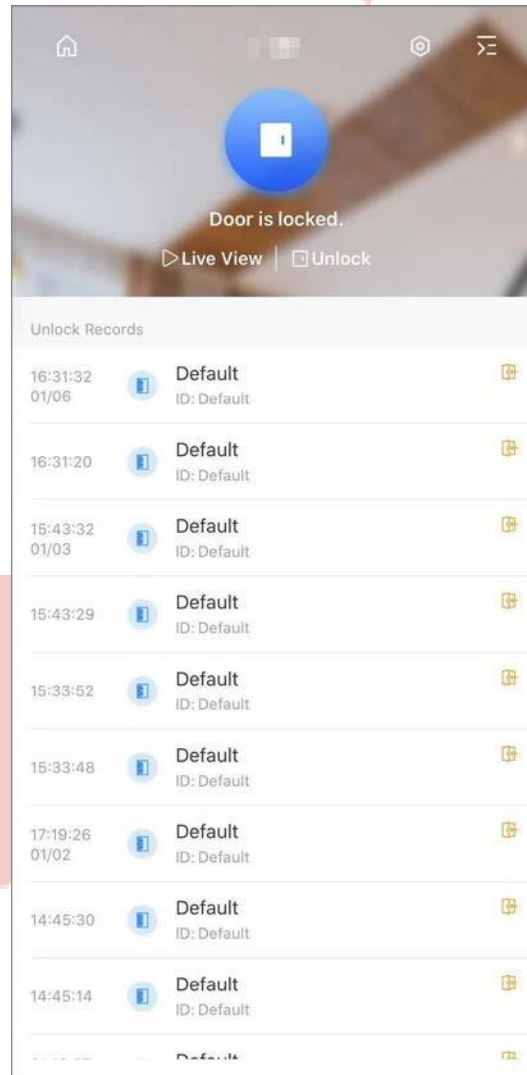 Door is locked.
Live View | Unlock
Unlock Records
16:31:32
01/06
Default
ID: Default
16:31:20
Default
ID: Default
15:43:32
01/03
Default
ID: Default
15:43:29
Default
ID: Default
15:33:52
Default
ID: Default
15:33:48
Default
ID: Default
17:19:26
01/02
Default
ID: Default
14:45:30
Default
ID: Default
14:45:14
Default
ID: Default
Default